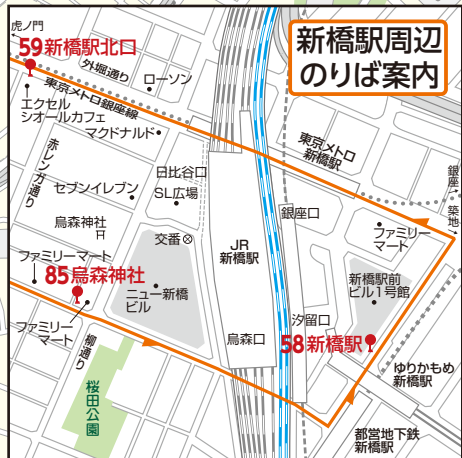 新橋駅周辺
のりば案内
虎ノ門
59新橋駅北口
外堀通り
ローソン
東京メトロ銀座線
エクセル
シオールカフェ
マクドナルド
東京メトロ
新橋駅
赤レンガ通り
日比谷口
SL広場
セブンイレブン
銀座
築地
銀座口
烏森神社
交番
JR
新橋駅
ファミリー
マート
ファミリーマート
85烏森神社
新橋駅前
ビル1号館
ニュー新橋
ビル
ファミリー
マート
汐留口
烏森口
58新橋駅
柳通り
ゆりかもめ
新橋駅
桜田公園
都営地下鉄
新橋駅